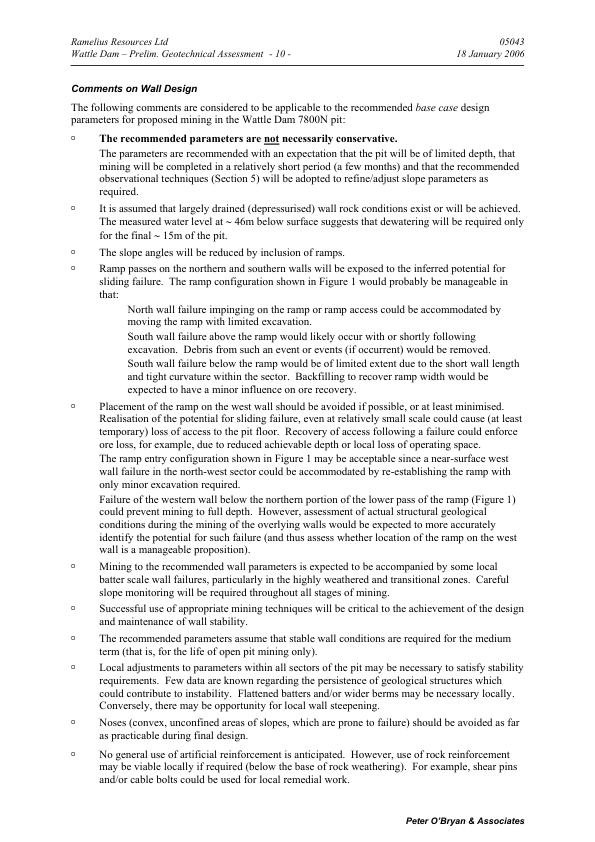 Ramelius Resources Ltd 05043
Wattle Dam – Prelim. Geotechnical Assessment - 10 - 18 January 2006
Comments on Wall Design
The following comments are considered to be applicable to the recommended base case design
parameters for proposed mining in the Wattle Dam 7800N pit:
▫ The recommended parameters are not necessarily conservative.
The parameters are recommended with an expectation that the pit will be of limited depth, that
mining will be completed in a relatively short period (a few months) and that the recommended
observational techniques (Section 5) will be adopted to refine/adjust slope parameters as
required.
▫ It is assumed that largely drained (depressurised) wall rock conditions exist or will be achieved.
The measured water level at ~ 46m below surface suggests that dewatering will be required only
for the final ~ 15m of the pit.
▫ The slope angles will be reduced by inclusion of ramps.
▫ Ramp passes on the northern and southern walls will be exposed to the inferred potential for
sliding failure. The ramp configuration shown in Figure 1 would probably be manageable in
that:
North wall failure impinging on the ramp or ramp access could be accommodated by
moving the ramp with limited excavation.
South wall failure above the ramp would likely occur with or shortly following
excavation. Debris from such an event or events (if occurrent) would be removed.
South wall failure below the ramp would be of limited extent due to the short wall length
and tight curvature within the sector. Backfilling to recover ramp width would be
expected to have a minor influence on ore recovery.
▫ Placement of the ramp on the west wall should be avoided if possible, or at least minimised.
Realisation of the potential for sliding failure, even at relatively small scale could cause (at least
temporary) loss of access to the pit floor. Recovery of access following a failure could enforce
ore loss, for example, due to reduced achievable depth or local loss of operating space.
The ramp entry configuration shown in Figure 1 may be acceptable since a near-surface west
wall failure in the north-west sector could be accommodated by re-establishing the ramp with
only minor excavation required.
Failure of the western wall below the northern portion of the lower pass of the ramp (Figure 1)
could prevent mining to full depth. However, assessment of actual structural geological
conditions during the mining of the overlying walls would be expected to more accurately
identify the potential for such failure (and thus assess whether location of the ramp on the west
wall is a manageable proposition).
▫ Mining to the recommended wall parameters is expected to be accompanied by some local
batter scale wall failures, particularly in the highly weathered and transitional zones. Careful
slope monitoring will be required throughout all stages of mining.
▫ Successful use of appropriate mining techniques will be critical to the achievement of the design
and maintenance of wall stability.
▫ The recommended parameters assume that stable wall conditions are required for the medium
term (that is, for the life of open pit mining only).
▫ Local adjustments to parameters within all sectors of the pit may be necessary to satisfy stability
requirements. Few data are known regarding the persistence of geological structures which
could contribute to instability. Flattened batters and/or wider berms may be necessary locally.
Conversely, there may be opportunity for local wall steepening.
▫ Noses (convex, unconfined areas of slopes, which are prone to failure) should be avoided as far
as practicable during final design.
▫ No general use of artificial reinforcement is anticipated. However, use of rock reinforcement
may be viable locally if required (below the base of rock weathering). For example, shear pins
and/or cable bolts could be used for local remedial work.
Peter O'Bryan & Associates